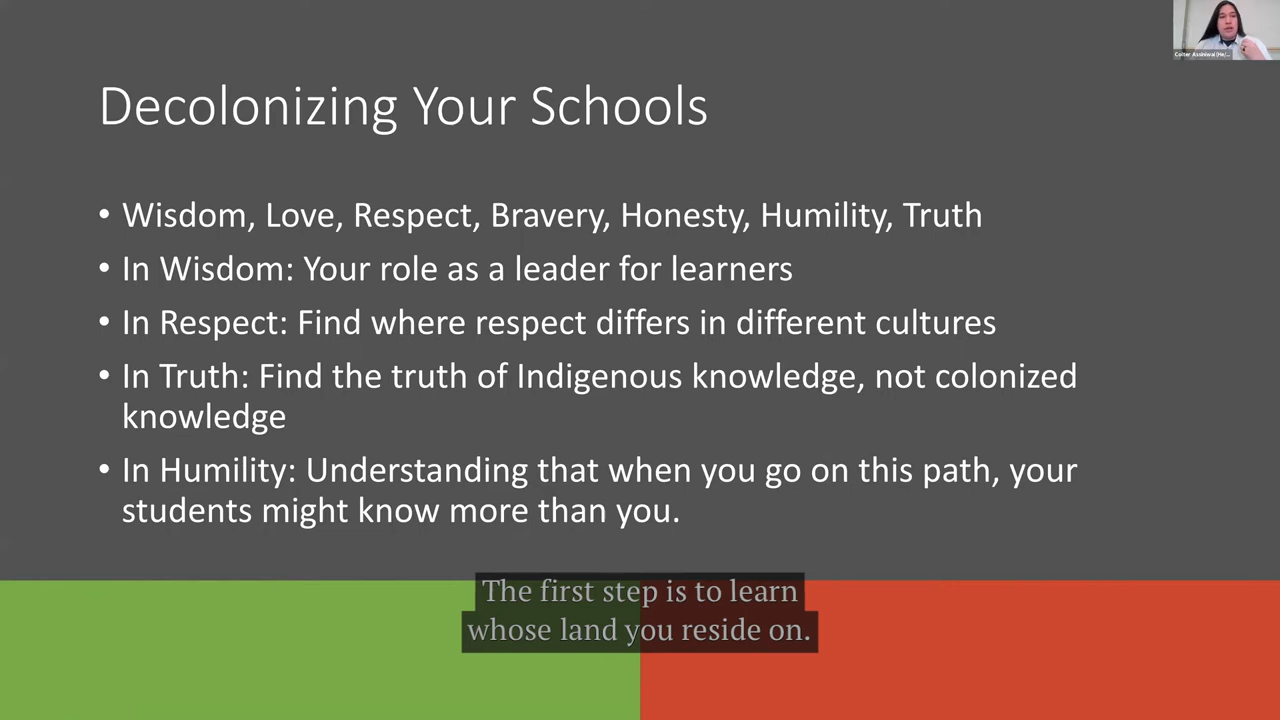 Colter Assiniwai (He)...
Decolonizing Your Schools
• Wisdom, Love, Respect, Bravery, Honesty, Humility, Truth
• In Wisdom: Your role as a leader for learners
• In Respect: Find where respect differs in different cultures
• In Truth: Find the truth of Indigenous knowledge, not colonized
knowledge
• In Humility: Understanding that when you go on this path, your
students might know more than you.
The first step is to learn
whose land you reside on.